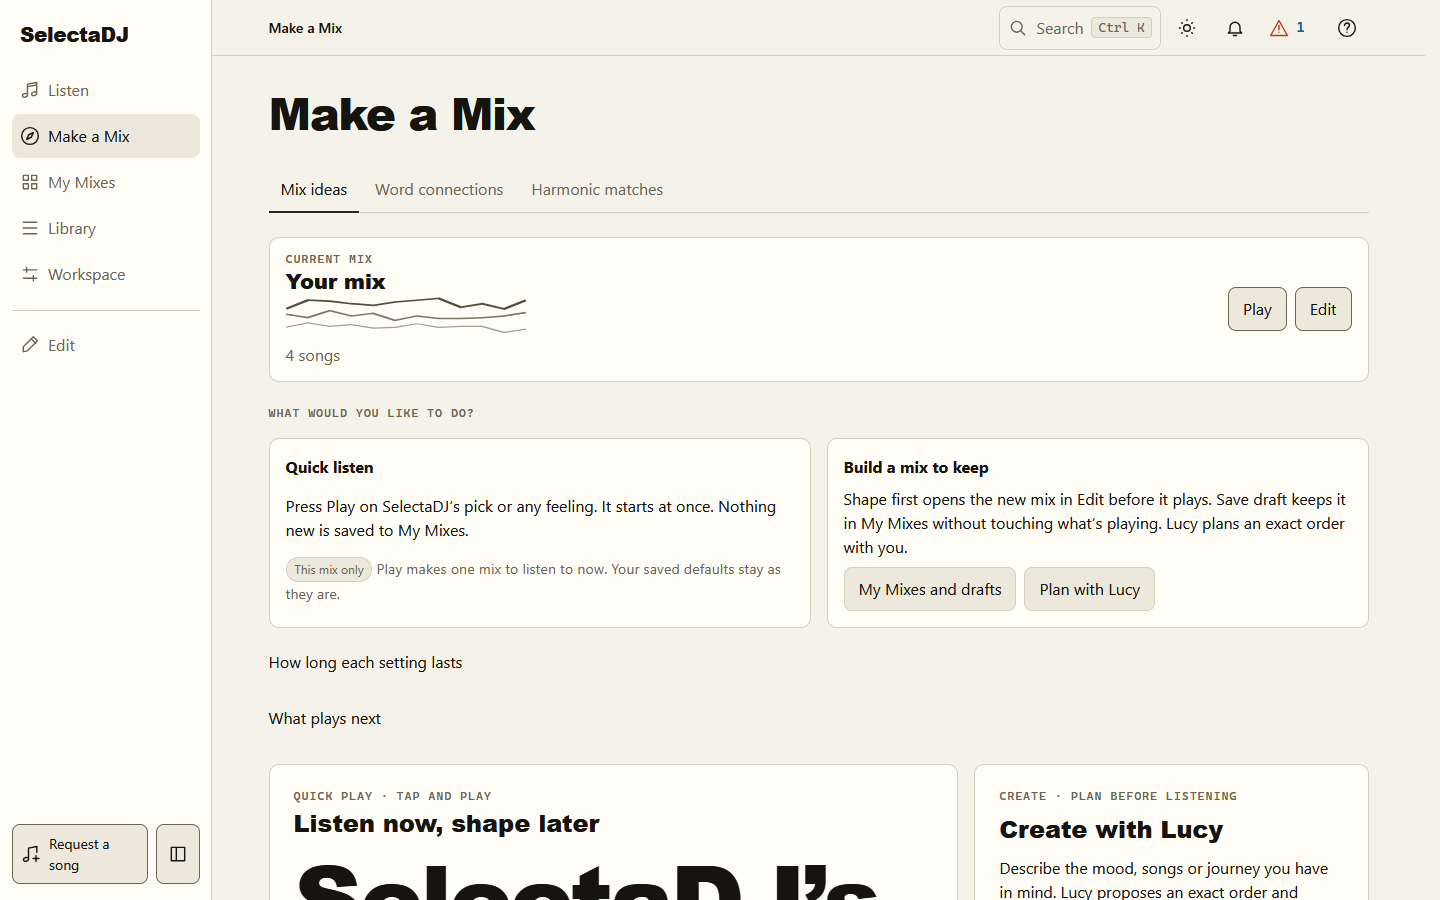 SelectaDJ
Listen
Make a Mix
My Mixes
Library
Workspace
Edit
Request a
song
Make a Mix
Search Ctrl K
1
Make a Mix
Mix ideas
Word connections
Harmonic matches
CURRENT MIX
Your mix
4 songs
Play
Edit
WHAT WOULD YOU LIKE TO DO?
Quick listen
Press Play on SelectaDJ’s pick or any feeling. It starts at once. Nothing
new is saved to My Mixes.
This mix only Play makes one mix to listen to now. Your saved defaults stay as
they are.
Build a mix to keep
Shape first opens the new mix in Edit before it plays. Save draft keeps it
in My Mixes without touching what’s playing. Lucy plans an exact order
with you.
My Mixes and drafts
Plan with Lucy
How long each setting lasts
What plays next
QUICK PLAY · TAP AND PLAY
Listen now, shape later
SelectaDJ’s
CREATE · PLAN BEFORE LISTENING
Create with Lucy
Describe the mood, songs or journey you have
in mind. Lucy proposes an exact order and